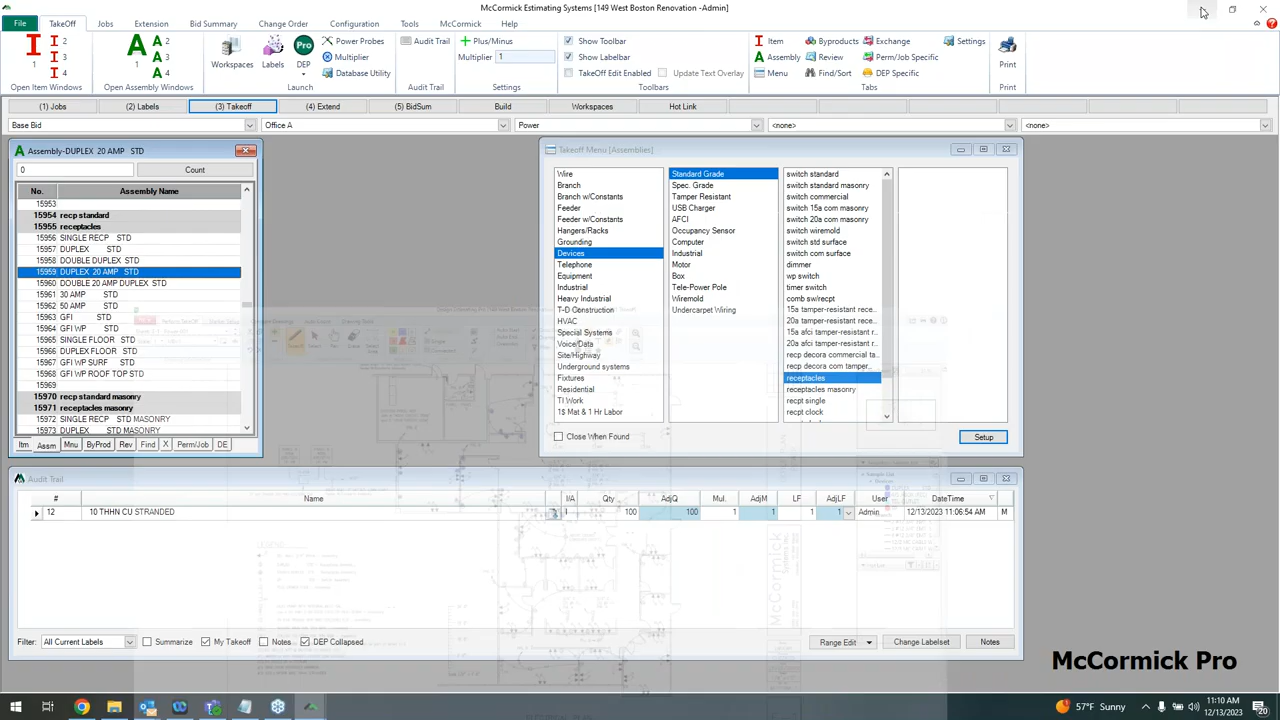 McCormick Estimating Systems [149 West Boston Renovation -Admin]
File TakeOff Jobs Extension Bid Summary Change Order Configuration Tools McCormick Help
1 2 3 4 Open Item Windows
1 2 3 4 Open Assembly Windows
Workspaces Labels DEP Pro Power Probes Multiplier Database Utility Launch
Audit Trail Audit Trail
Plus/Minus Multiplier 1 Settings
Show Toolbar Show Labelbar TakeOff Edit Enabled Update Text Overlay Toolbars
Item Assembly Menu Byproducts Review Find/Sort Exchange Perm/Job Specific DEP Specific Settings Tabs
Print Print
(1) Jobs (2) Labels (3) Takeoff (4) Extend (5) BidSum Build Workspaces Hot Link
Base Bid Office A Power <none> <none>
Assembly-DUPLEX 20 AMP STD
0 Count
No. Assembly Name
15953
15954 recp standard
15955 receptacles
15956 SINGLE RECP STD
15957 DUPLEX STD
15958 DOUBLE DUPLEX STD
15959 DUPLEX 20 AMP STD
15960 DOUBLE 20 AMP DUPLEX STD
15961 30 AMP STD
15962 50 AMP STD
15963 GFI STD
15964 GFI WP STD
15965 SINGLE FLOOR STD
15966 DUPLEX FLOOR STD
15967 GFI WP SURF STD
15968 GFI WP ROOF TOP STD
15969
15970 recp standard masonry
15971 receptacles masonry
15972 SINGLE RECP STD MASONRY
15973 DUPLEX STD MASONRY
Itm Assm Mnu ByProd Rev Find X Perm/Job DE
Takeoff Menu [Assemblies]
Wire
Branch
Branch w/Constants
Feeder
Feeder w/Constants
Hangers/Racks
Grounding
Devices
Telephone
Equipment
Industrial
Heavy Industrial
T-D Construction
HVAC
Special Systems
Voice/Data
Site/Highway
Underground systems
Fixtures
Residential
TI Work
1$ Mat & 1 Hr Labor
Standard Grade
Spec. Grade
Tamper Resistant
USB Charger
AFCI
Occupancy Sensor
Computer
Industrial
Motor
Box
Tele-Power Pole
Wiremold
Undercarpet Wiring
switch standard
switch standard masonry
switch commercial
switch 15a com masonry
switch 20a com masonry
switch wiremold
switch std surface
switch com surface
dimmer
wp switch
timer switch
comb sw/recpt
15a tamper-resistant rece..
20a tamper-resistant rece..
15a afci tamper-resistant r..
20a afci tamper-resistant r..
recp decora commercial ta..
recp decora com tamper..
receptacles
receptacles masonry
recpt single
recpt clock
Close When Found Setup
Audit Trail
# Name I/A Qty AdjQ Mul. AdjM LF AdjLF User DateTime M
12 10 THHN CU STRANDED I 100 100 1 1 1 1 Admin 12/13/2023 11:06:54 AM M
Filter: All Current Labels Summarize My Takeoff Notes DEP Collapsed Range Edit Change Labelset Notes
McCormick Pro
57°F Sunny 11:10 AM
12/13/2023 20